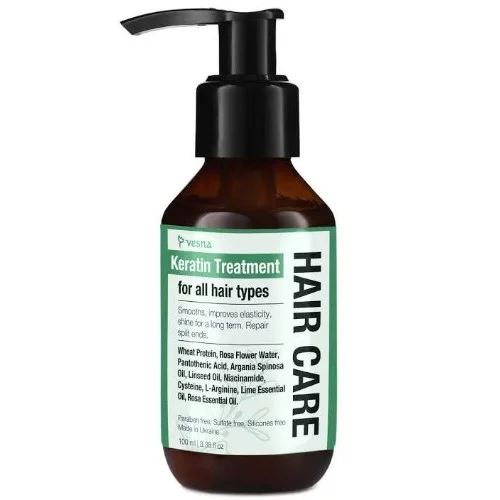 vesna
Keratin Treatment
for all hair types
Smooths, improves elasticity,
shine for a long term. Repair
split ends.
Wheat Protein, Rosa Flower Water,
Pantothenic Acid, Argania Spinosa
Oil, Linseed Oil, Niacinamide,
Cysteine, L-Arginine, Lime Essential
Oil, Rosa Essential Oil.
Paraben free, Sulfate free, Silicones free
Made in Ukraine
100 ml | 3.38 fl oz
HAIR CARE